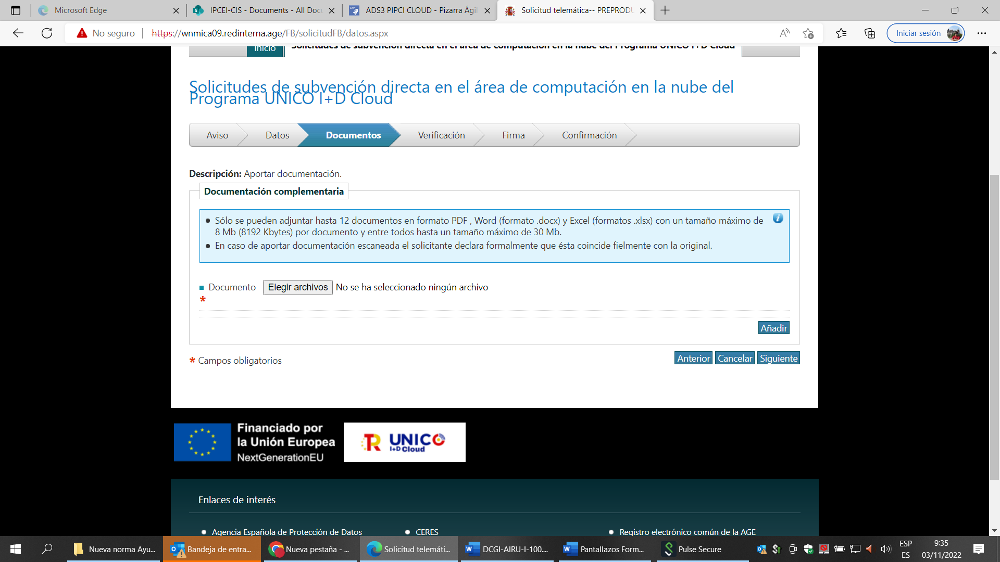 Microsoft Edge
IPCEI-CIS - Documents - All Docu
ADS3 PIPCI CLOUD - Pizarra Ágil
Solicitud telemática-- PREPRODU
No seguro
https://wnmica09.redinterna.age/FB/solicitudFB/datos.aspx
Iniciar sesión
Inicio
Solicitudes de subvención directa en el área de computación en la nube del Programa UNICO I+D Cloud
Solicitudes de subvención directa en el área de computación en la nube del
Programa UNICO I+D Cloud
Aviso
Datos
Documentos
Verificación
Firma
Confirmación
Descripción: Aportar documentación.
Documentación complementaria
Sólo se pueden adjuntar hasta 12 documentos en formato PDF , Word (formato .docx) y Excel (formatos .xlsx) con un tamaño máximo de
8 Mb (8192 Kbytes) por documento y entre todos hasta un tamaño máximo de 30 Mb.
En caso de aportar documentación escaneada el solicitante declara formalmente que ésta coincide fielmente con la original.
Documento
Elegir archivos
No se ha seleccionado ningún archivo
*
Añadir
* Campos obligatorios
Anterior
Cancelar
Siguiente
Financiado por
la Unión Europea
NextGenerationEU
TR
UNICO
I+D Cloud
Enlaces de interés
Agencia Española de Protección de Datos
CERES
Registro electrónico común de la AGE
Nueva norma Ayu...
Bandeja de entra...
Nueva pestaña - ...
Solicitud telemáti...
DCGI-AIRU-I-100....
Pantallazos Form...
Pulse Secure
ESP
ES
9:35
03/11/2022